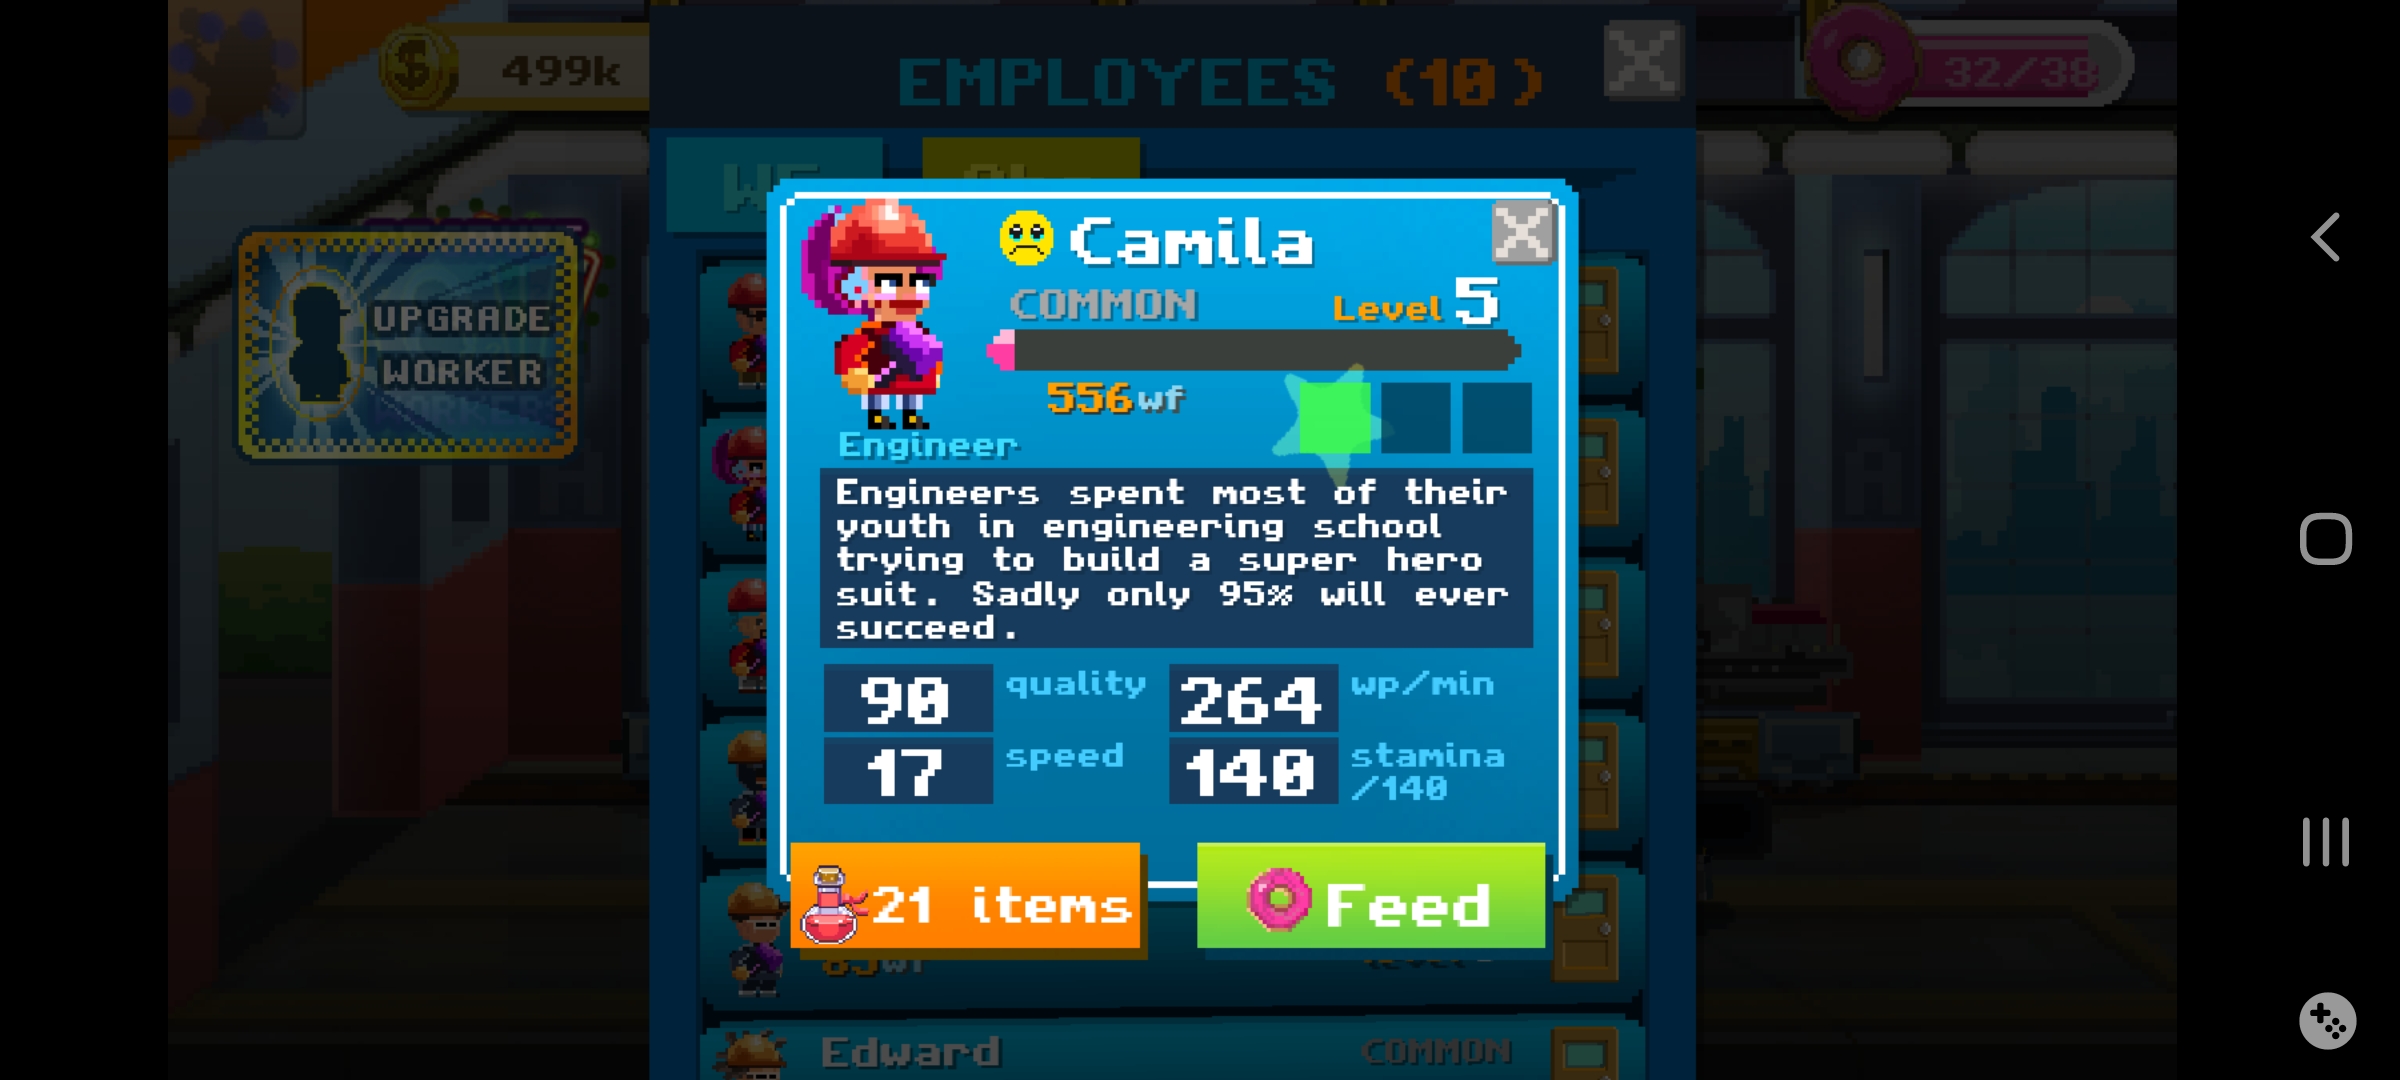 499k
EMPLOYEES (10)
32/38
UPGRADE
WORKER
Camila
COMMON
Level 5
556 wf
Engineer
Engineers spent most of their
youth in engineering school
trying to build a super hero
suit. Sadly only 95% will ever
succeed.
90 quality
264 wp/min
17 speed
140 stamina
/140
21 items
Feed
Edward
COMMON